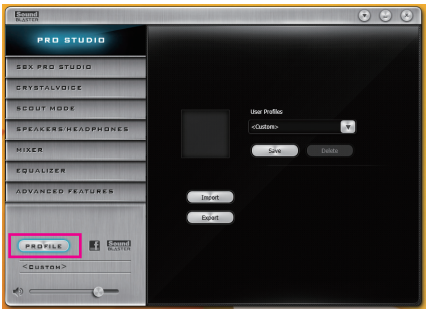 Sound
BLASTER
PRO STUDIO
SBX PRO STUDIO
CRYSTALVOICE
SCOUT MODE
SPEAKERS/HEADPHONES
MIXER
EQUALIZER
ADVANCED FEATURES
PROFILE
f
Sound
BLASTER
<CUSTOM>
User Profiles
<Custom>
Save Delete
Import
Export